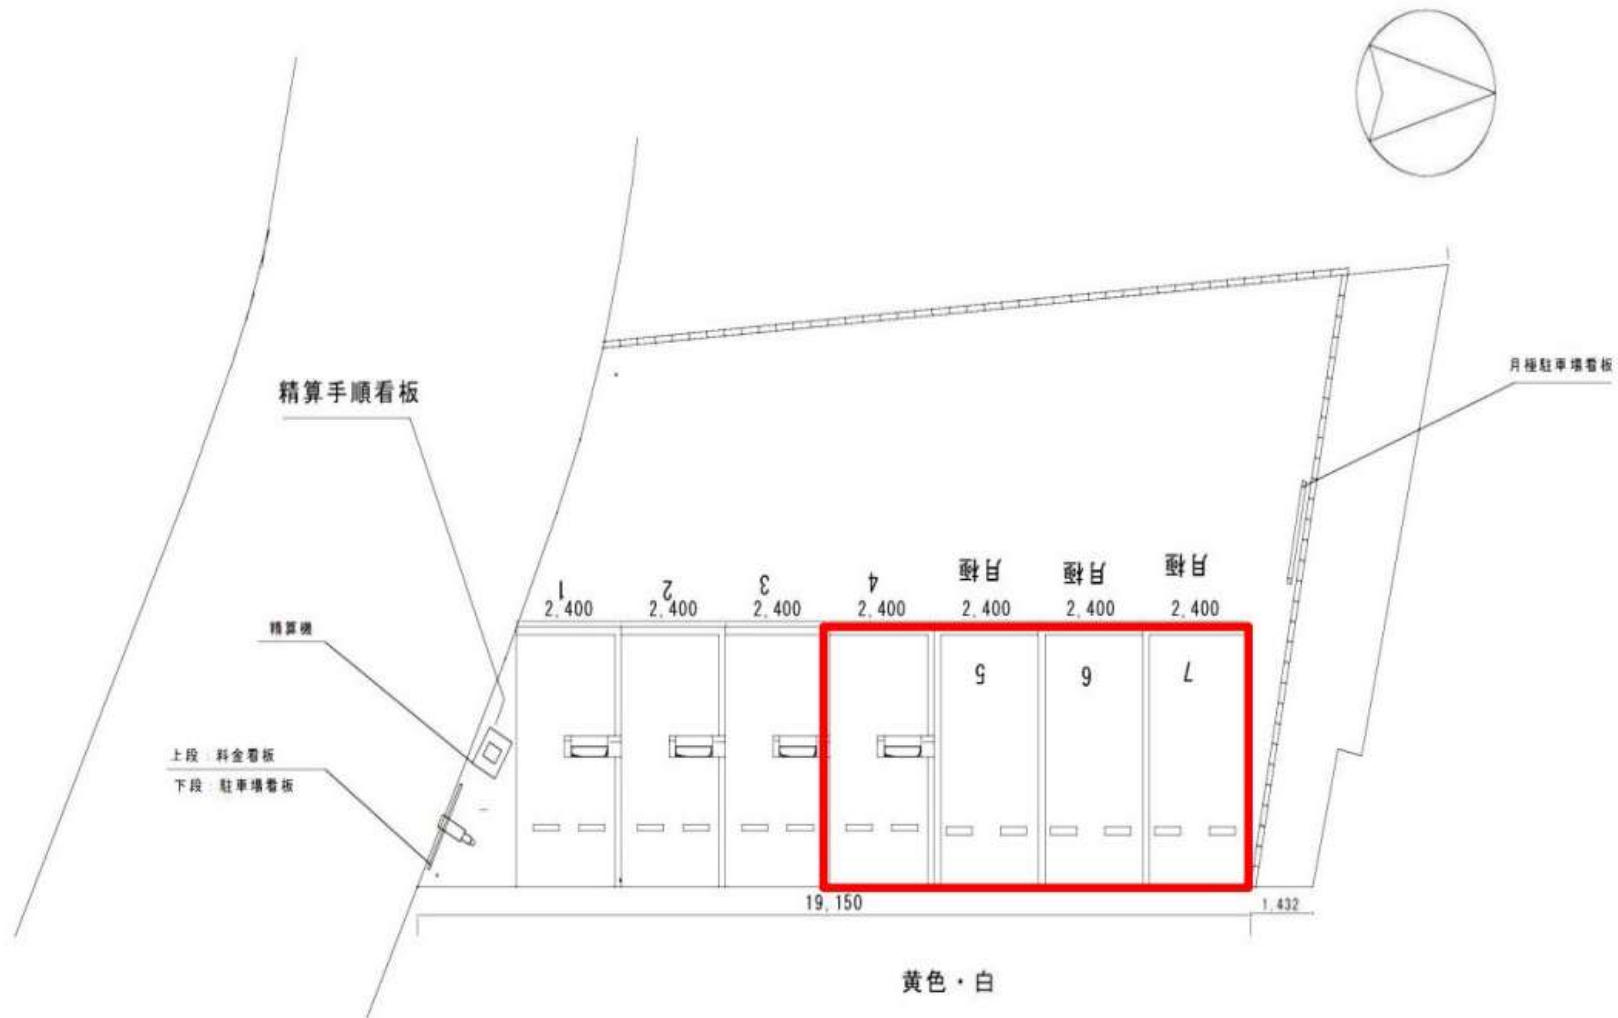 精算手順看板
月極駐車場看板
1
2
3
4
月極
月極
月極
2,400
2,400
2,400
2,400
2,400
2,400
2,400
精算機
5
6
7
上段：料金看板
下段：駐車場看板
19,150
1,432
黄色・白